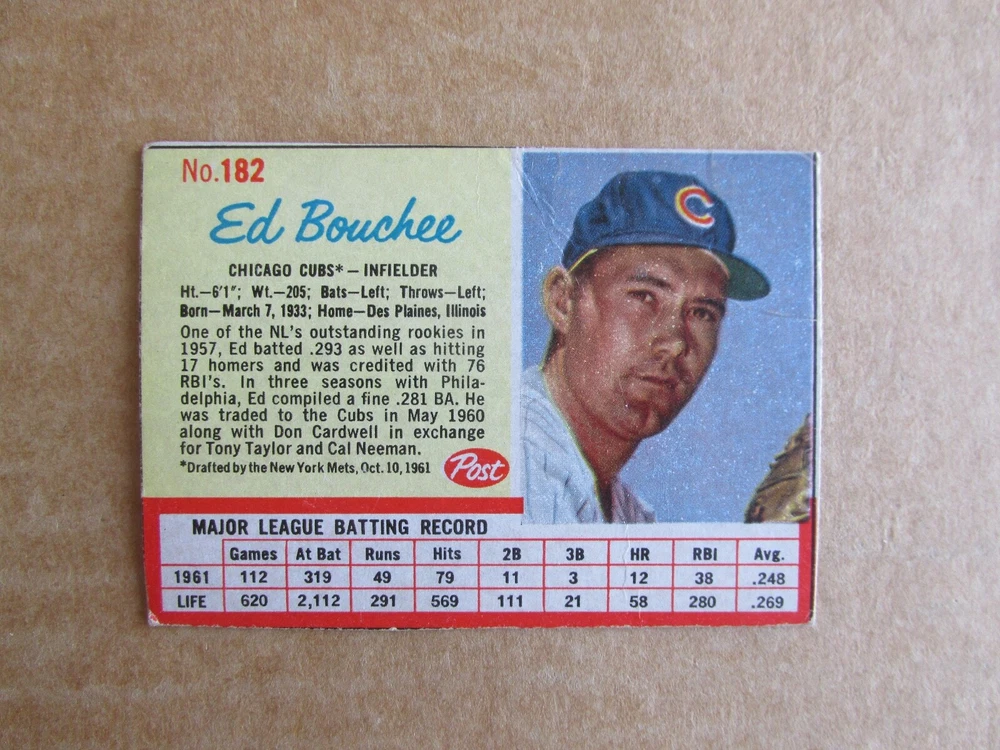 No.182
Ed Bouchee
CHICAGO CUBS* — INFIELDER
Ht.—6'1"; Wt.—205; Bats—Left; Throws—Left;
Born—March 7, 1933; Home—Des Plaines, Illinois
One of the NL's outstanding rookies in
1957, Ed batted .293 as well as hitting
17 homers and was credited with 76
RBI's. In three seasons with Phila-
delphia, Ed compiled a fine .281 BA. He
was traded to the Cubs in May 1960
along with Don Cardwell in exchange
for Tony Taylor and Cal Neeman.
*Drafted by the New York Mets, Oct. 10, 1961
Post
C
MAJOR LEAGUE BATTING RECORD
Games At Bat Runs Hits 2B 3B HR RBI Avg.
1961 112 319 49 79 11 3 12 38 .248
LIFE 620 2,112 291 569 111 21 58 280 .269